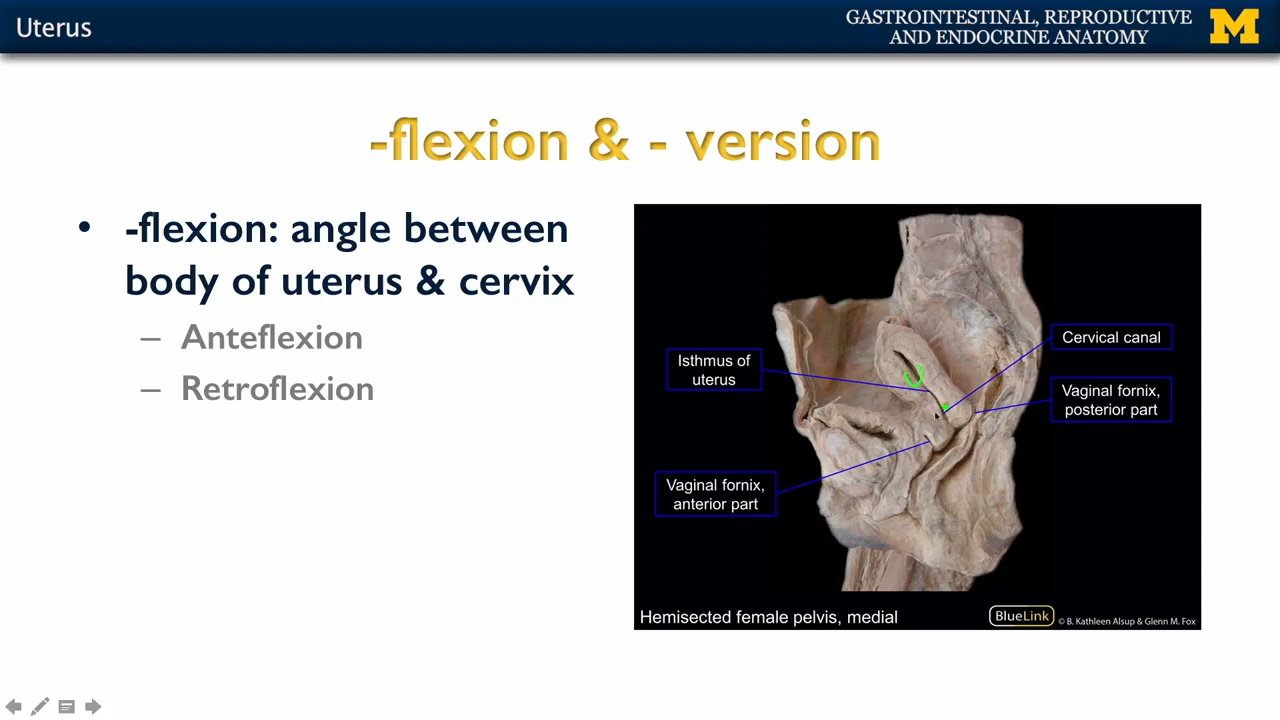 Uterus
GASTROINTESTINAL, REPRODUCTIVE
AND ENDOCRINE ANATOMY
M
-flexion & - version
• -flexion: angle between
body of uterus & cervix
– Anteflexion
– Retroflexion
Isthmus of
uterus
Cervical canal
Vaginal fornix,
posterior part
Vaginal fornix,
anterior part
Hemisected female pelvis, medial
BlueLink © B. Kathleen Alsup & Glenn M. Fox